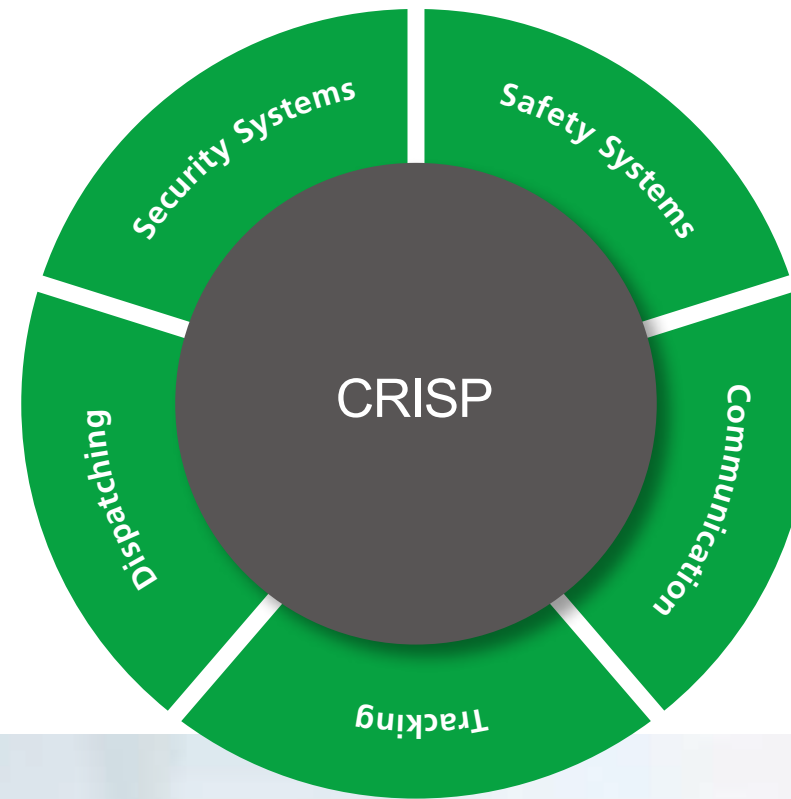 Security Systems
Safety Systems
CRISP
Communication
Dispatching
Tracking